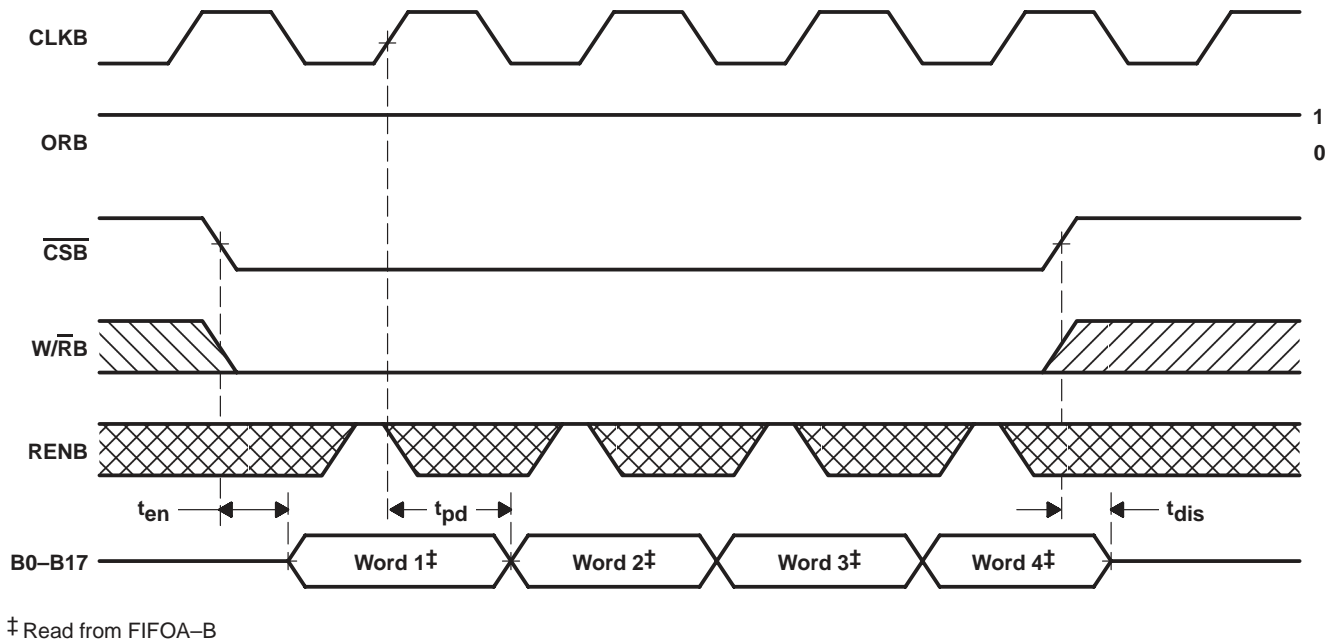 CLKB
ORB
1
0
CSB
W/RB
RENB
ten
tpd
tdis
B0–B17
Word 1‡
Word 2‡
Word 3‡
Word 4‡
‡ Read from FIFOA–B